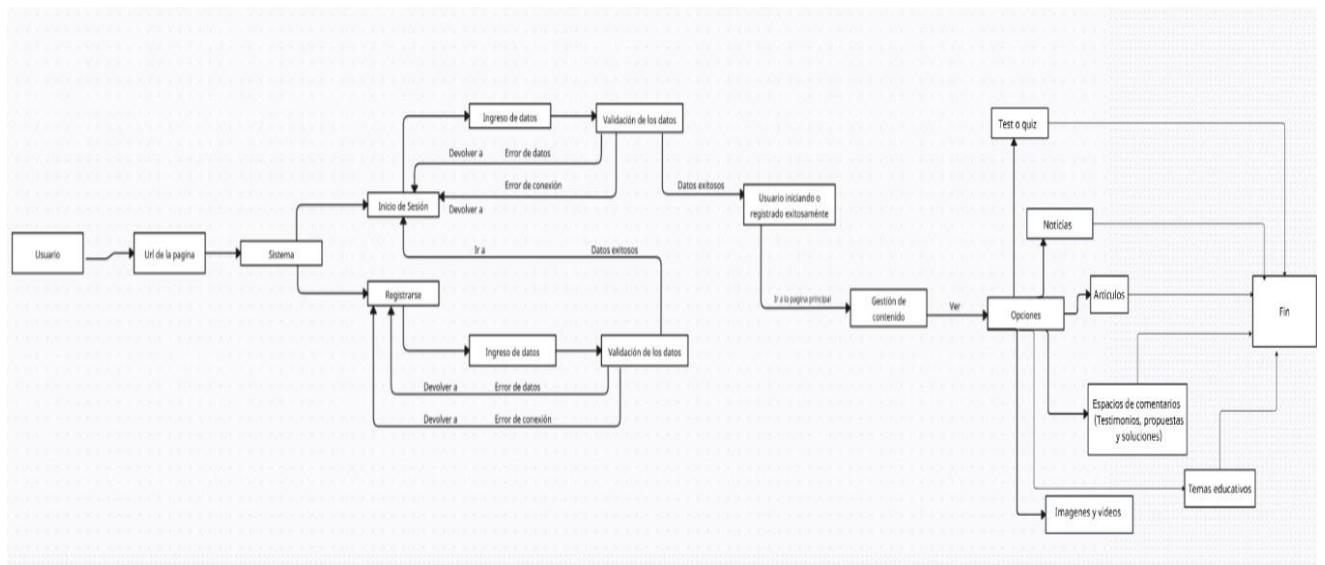 Usuario
Url de la pagina
Sistema
Inicio de Sesión
Ingreso de datos
Validación de los datos
Devolver a
Error de datos
Error de conexión
Devolver a
Ir a
Datos exitosos
Registrarse
Ingreso de datos
Validación de los datos
Devolver a
Error de datos
Devolver a
Error de conexión
Datos exitosos
Usuario iniciando o
registrado exitosamente
Ir a la pagina principal
Gestión de
contenido
Ver
Opciones
Test o quiz
Noticias
Articulos
Espacios de comentarios
(Testimonios, propuestas
y soluciones)
Temas educativos
Imagenes y videos
Fin